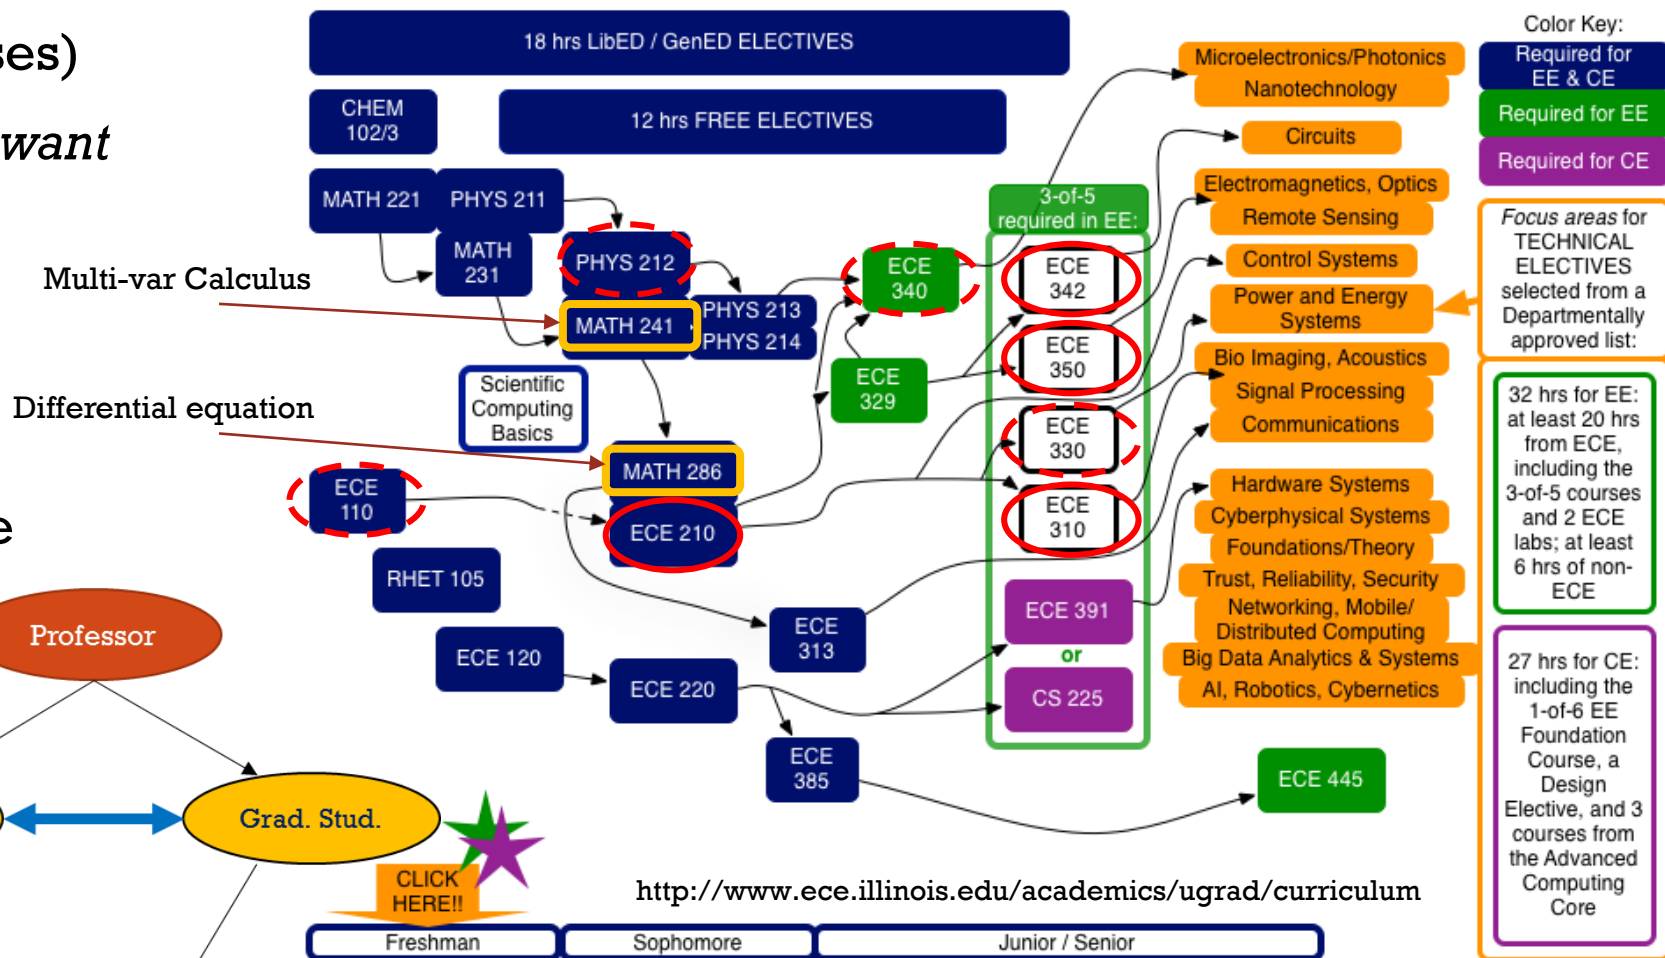 ses)
want
e
Multi-var Calculus
Differential equation
Professor
Grad. Stud.
18 hrs LibED / GenED ELECTIVES
CHEM
102/3
12 hrs FREE ELECTIVES
MATH 221
PHYS 211
MATH
231
PHYS 212
MATH 241
PHYS 213
PHYS 214
Scientific
Computing
Basics
MATH 286
ECE
110
ECE 210
RHET 105
ECE 120
ECE 220
ECE
313
ECE
385
ECE
340
ECE
329
3-of-5
required in EE:
ECE
342
ECE
350
ECE
330
ECE
310
ECE 391
or
CS 225
ECE 445
Microelectronics/Photonics
Nanotechnology
Circuits
Electromagnetics, Optics
Remote Sensing
Control Systems
Power and Energy
Systems
Bio Imaging, Acoustics
Signal Processing
Communications
Hardware Systems
Cyberphysical Systems
Foundations/Theory
Trust, Reliability, Security
Networking, Mobile/
Distributed Computing
Big Data Analytics & Systems
AI, Robotics, Cybernetics
Color Key:
Required for
EE & CE
Required for EE
Required for CE
Focus areas for
TECHNICAL
ELECTIVES
selected from a
Departmentally
approved list:
32 hrs for EE:
at least 20 hrs
from ECE,
including the
3-of-5 courses
and 2 ECE
labs; at least
6 hrs of non-
ECE
27 hrs for CE:
including the
1-of-6 EE
Foundation
Course, a
Design
Elective, and 3
courses from
the Advanced
Computing
Core
CLICK
HERE!!
http://www.ece.illinois.edu/academics/ugrad/curriculum
Freshman
Sophomore
Junior / Senior